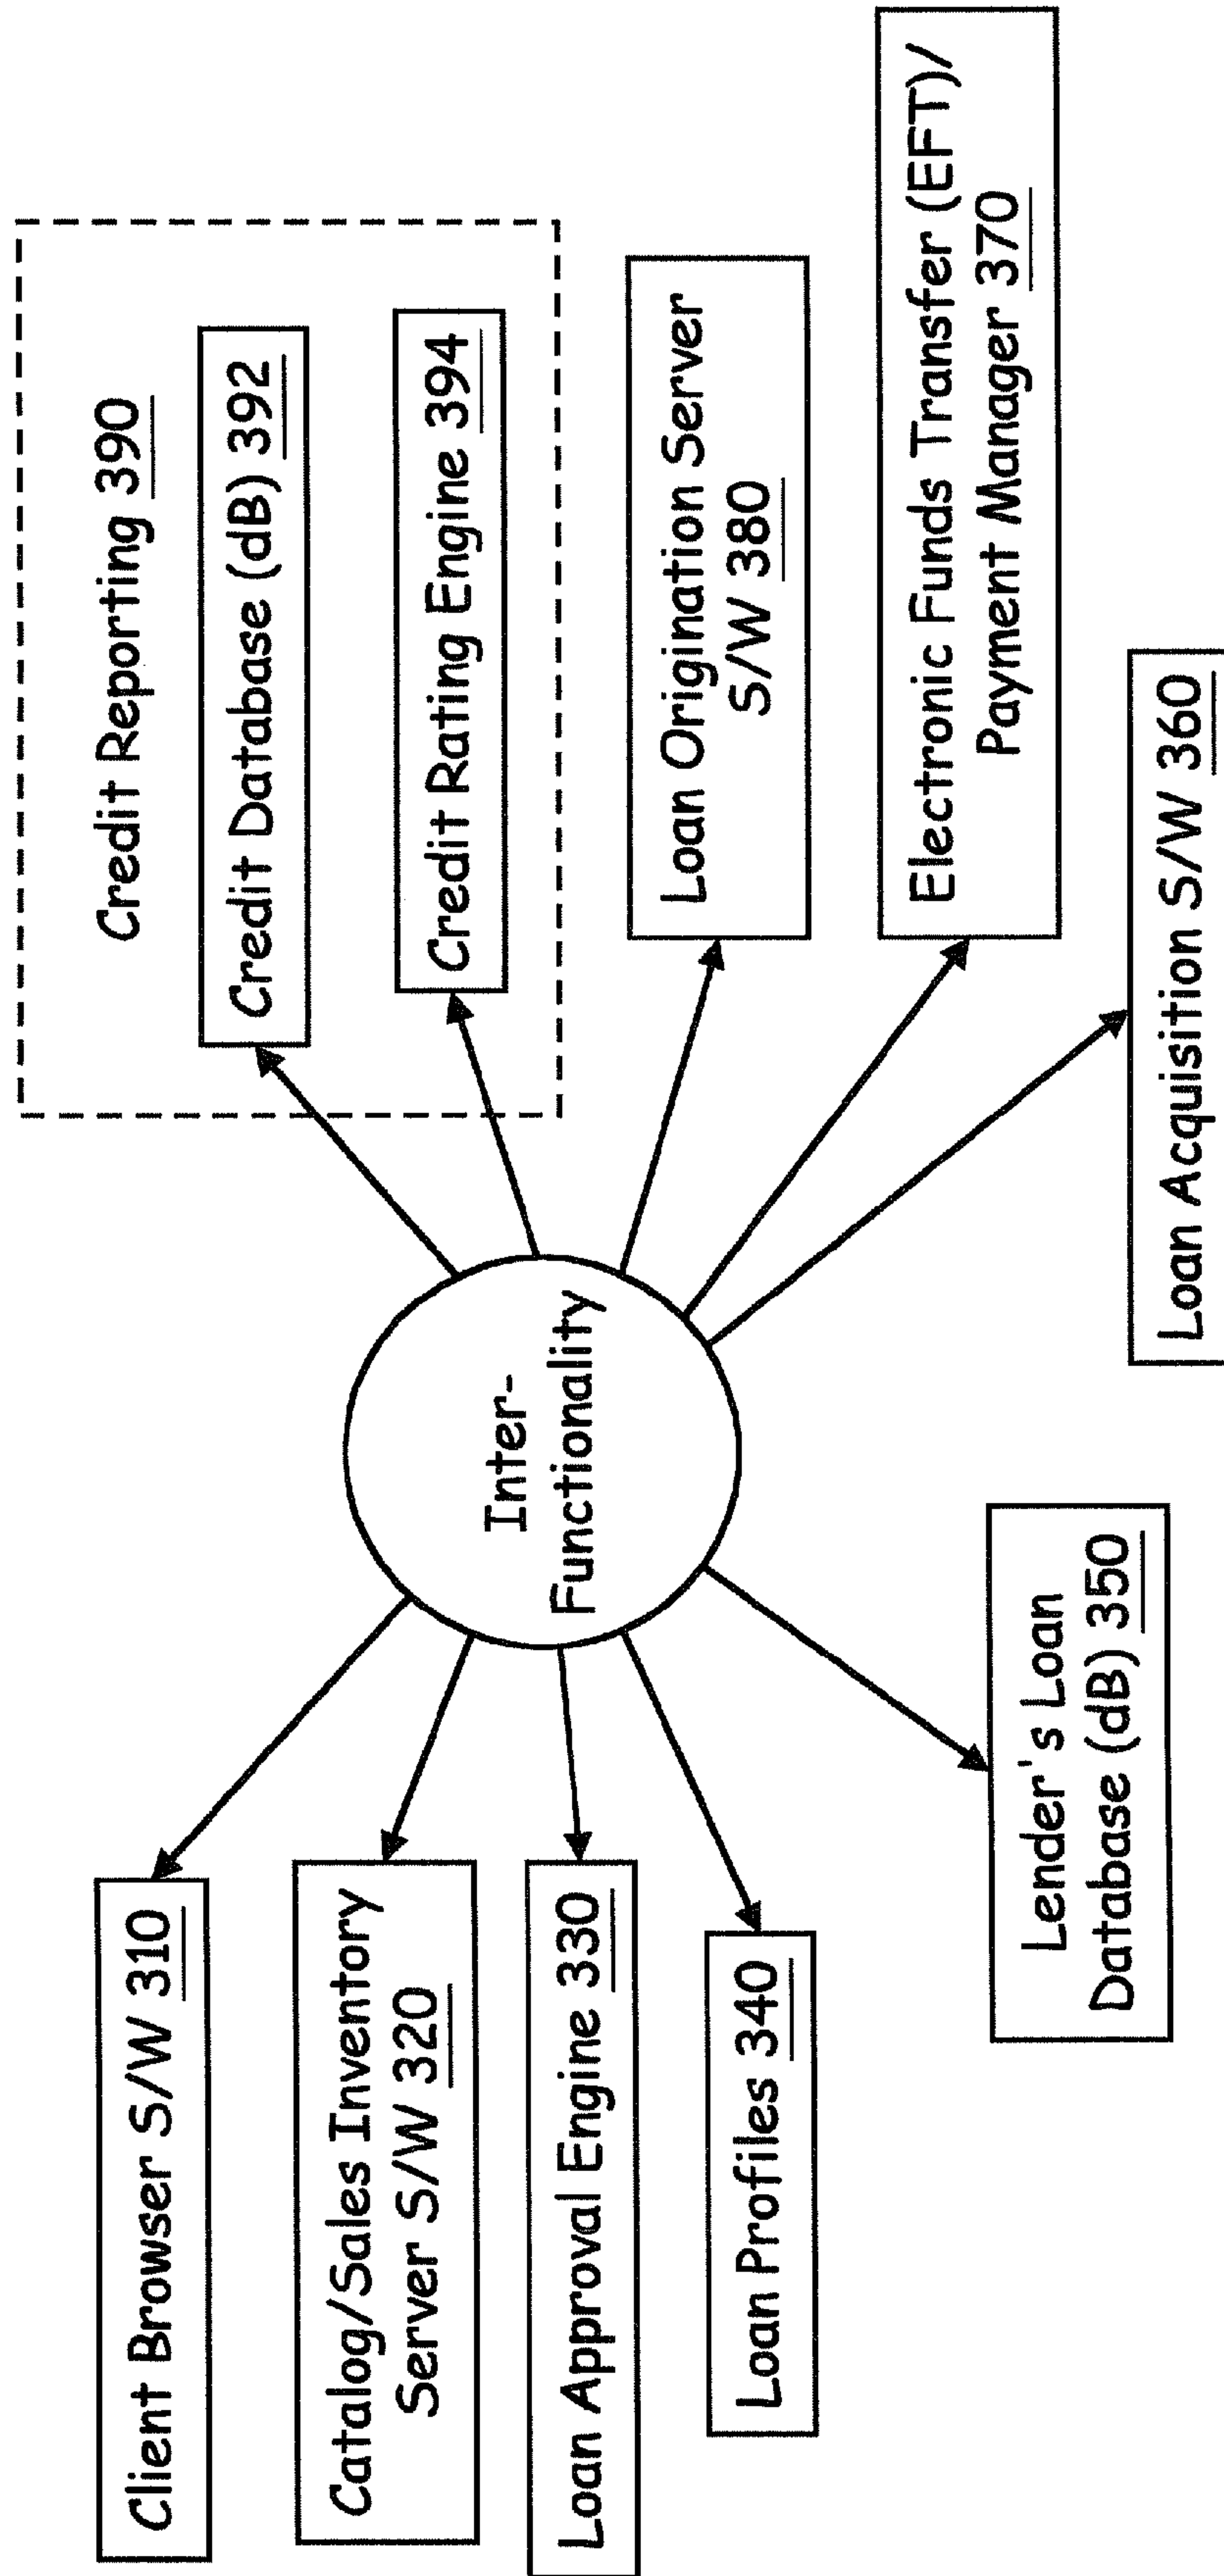 Client Browser S/W 310
Catalog/Sales Inventory
Server S/W 320
Loan Approval Engine 330
Loan Profiles 340
Lender's Loan
Database (dB) 350
Inter-
Functionality
Credit Reporting 390
Credit Database (dB) 392
Credit Rating Engine 394
Loan Origination Server
S/W 380
Electronic Funds Transfer (EFT)/
Payment Manager 370
Loan Acquisition S/W 360